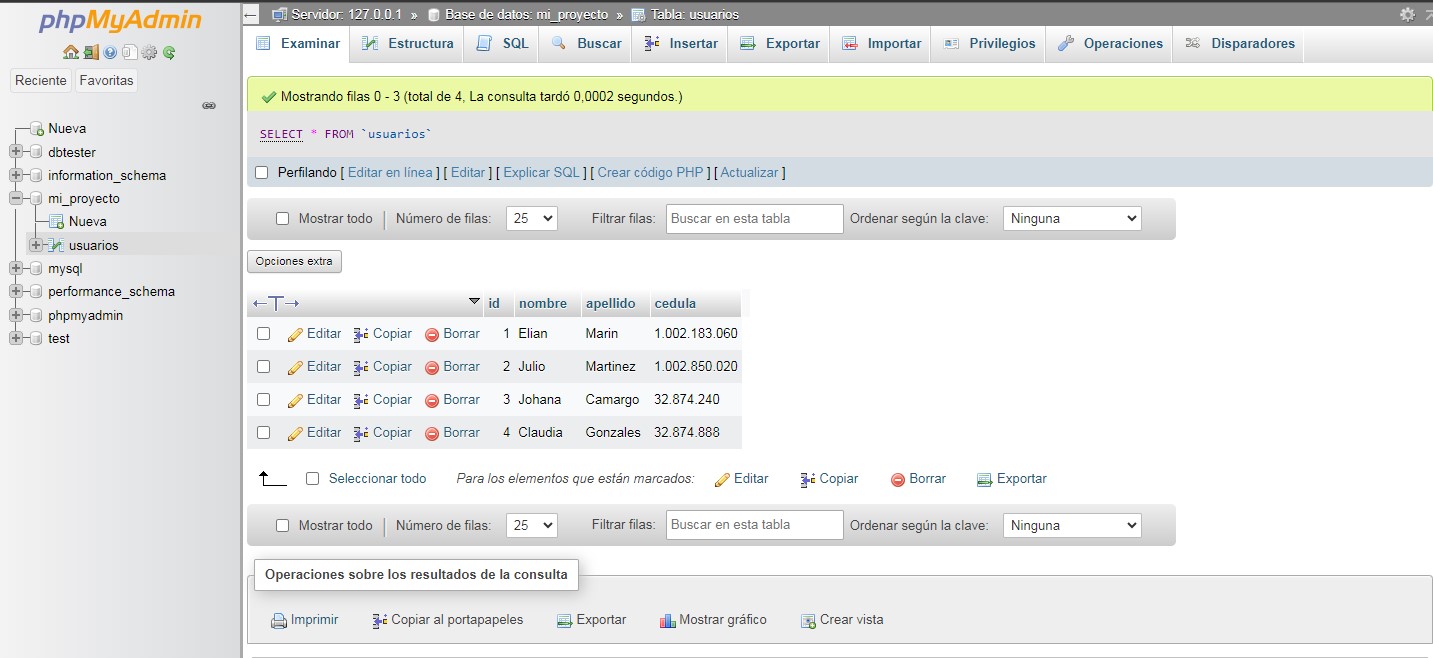 phpMyAdmin
Reciente Favoritas
Nueva
dbtester
information_schema
mi_proyecto
Nueva
usuarios
mysql
performance_schema
phpmyadmin
test
Servidor: 127.0.0.1 » Base de datos: mi_proyecto » Tabla: usuarios
Examinar Estructura SQL Buscar Insertar Exportar Importar Privilegios Operaciones Disparadores
Mostrando filas 0 - 3 (total de 4, La consulta tardó 0,0002 segundos.)
SELECT * FROM `usuarios`
Perfilando [ Editar en línea ] [ Editar ] [ Explicar SQL ] [ Crear código PHP ] [ Actualizar ]
Mostrar todo | Número de filas: 25 Filtrar filas: Buscar en esta tabla Ordenar según la clave: Ninguna
Opciones extra
←T→ id nombre apellido cedula
Editar Copiar Borrar 1 Elian Marin 1.002.183.060
Editar Copiar Borrar 2 Julio Martinez 1.002.850.020
Editar Copiar Borrar 3 Johana Camargo 32.874.240
Editar Copiar Borrar 4 Claudia Gonzales 32.874.888
Seleccionar todo Para los elementos que están marcados: Editar Copiar Borrar Exportar
Mostrar todo | Número de filas: 25 Filtrar filas: Buscar en esta tabla Ordenar según la clave: Ninguna
Operaciones sobre los resultados de la consulta
Imprimir Copiar al portapapeles Exportar Mostrar gráfico Crear vista